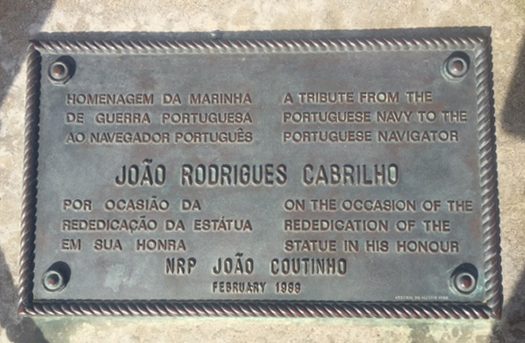 HOMENAGEM DA MARINHA
DE GUERRA PORTUGUESA
AO NAVEGADOR PORTUGUÊS
A TRIBUTE FROM THE
PORTUGUESE NAVY TO THE
PORTUGUESE NAVIGATOR
JOÃO RODRIGUES CABRILHO
POR OCASIÃO DA
REDEDICAÇÃO DA ESTÁTUA
EM SUA HONRA
ON THE OCCASION OF THE
REDEDICATION OF THE
STATUE IN HIS HONOUR
NRP JOÃO COUTINHO
FEBRUARY 1989